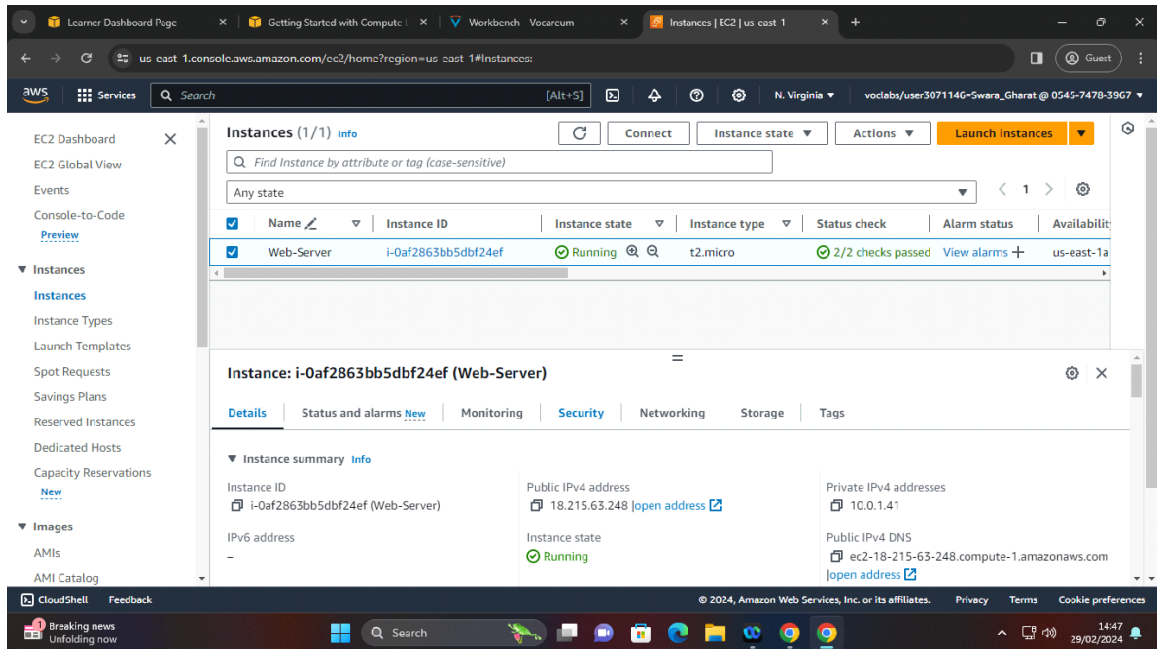 Learner Dashboard Page
Getting Started with Compute L
Workbench - Vocareum
Instances | EC2 | us-east-1
us-east-1.console.aws.amazon.com/ec2/home?region=us-east-1#Instances:
Guest
aws
Services
Search
[Alt+S]
N. Virginia
voclabs/user3071146=Swara_Gharat @ 0545-7478-3967
EC2 Dashboard
EC2 Global View
Events
Console-to-Code
Preview
Instances
Instances
Instance Types
Launch Templates
Spot Requests
Savings Plans
Reserved Instances
Dedicated Hosts
Capacity Reservations
New
Images
AMIs
AMI Catalog
Instances (1/1) Info
Connect
Instance state
Actions
Launch instances
Find Instance by attribute or tag (case-sensitive)
Any state
1
Name Instance ID Instance state Instance type Status check Alarm status Availabilit
Web-Server i-0af2863bb5dbf24ef Running t2.micro 2/2 checks passed View alarms us-east-1a
Instance: i-0af2863bb5dbf24ef (Web-Server)
Details Status and alarms New Monitoring Security Networking Storage Tags
Instance summary Info
Instance ID
i-0af2863bb5dbf24ef (Web-Server)
Public IPv4 address
18.215.63.248 |open address
Private IPv4 addresses
10.0.1.41
IPv6 address
–
Instance state
Running
Public IPv4 DNS
ec2-18-215-63-248.compute-1.amazonaws.com
|open address
CloudShell Feedback
© 2024, Amazon Web Services, Inc. or its affiliates. Privacy Terms Cookie preferences
1
Breaking news
Unfolding now
Search
14:47
29/02/2024